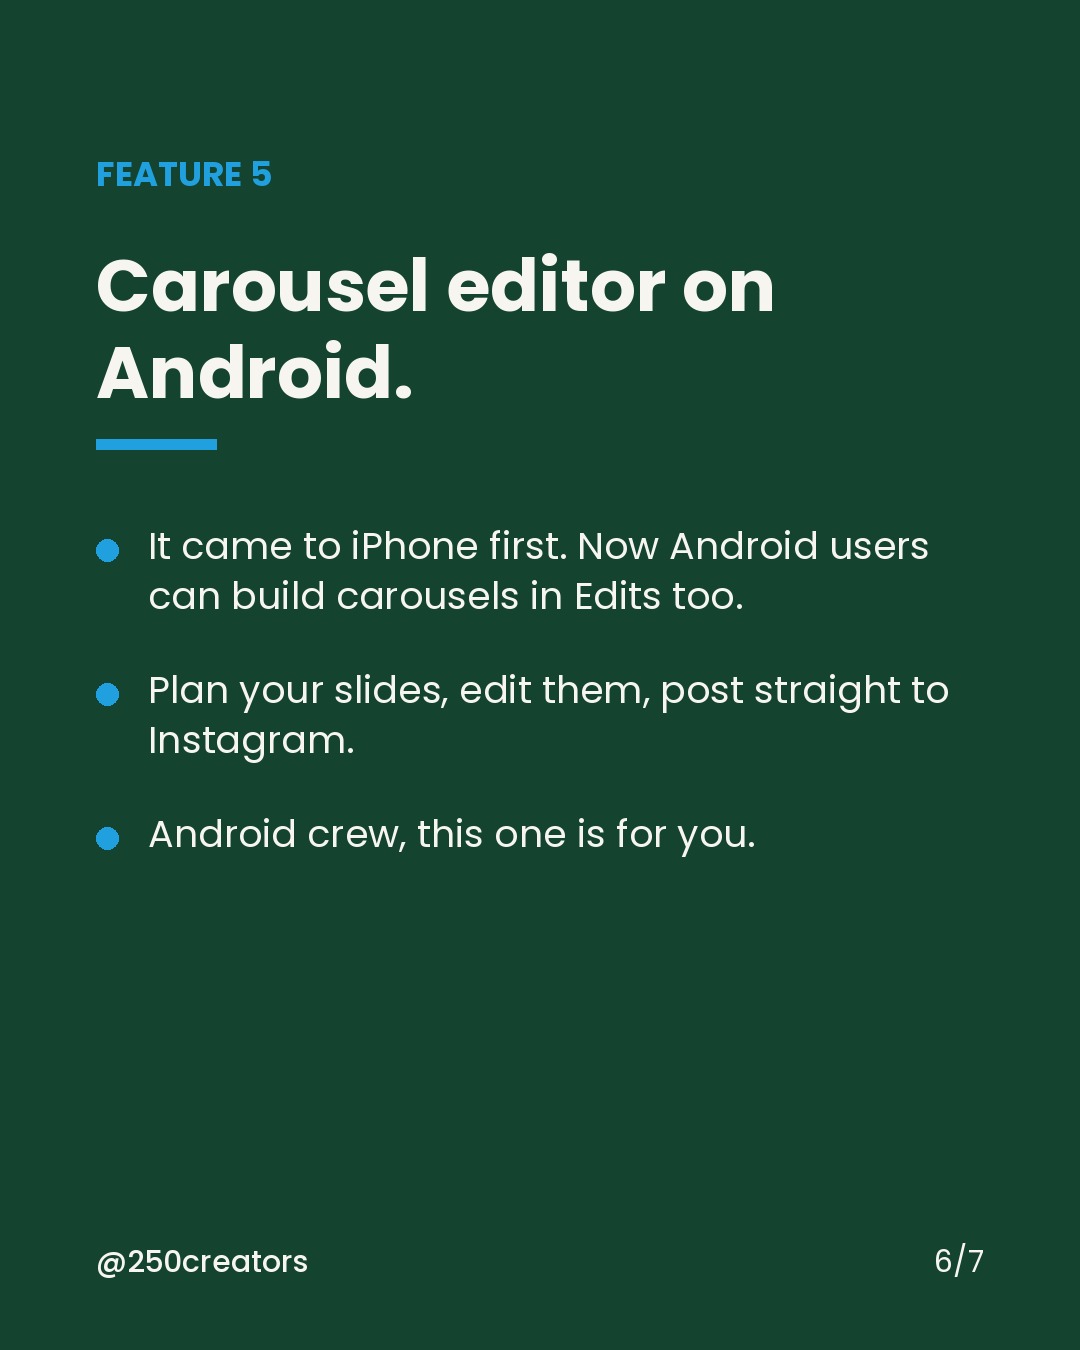 FEATURE 5
Carousel editor on
Android.
It came to iPhone first. Now Android users
can build carousels in Edits too.
Plan your slides, edit them, post straight to
Instagram.
Android crew, this one is for you.
@250creators
6/7